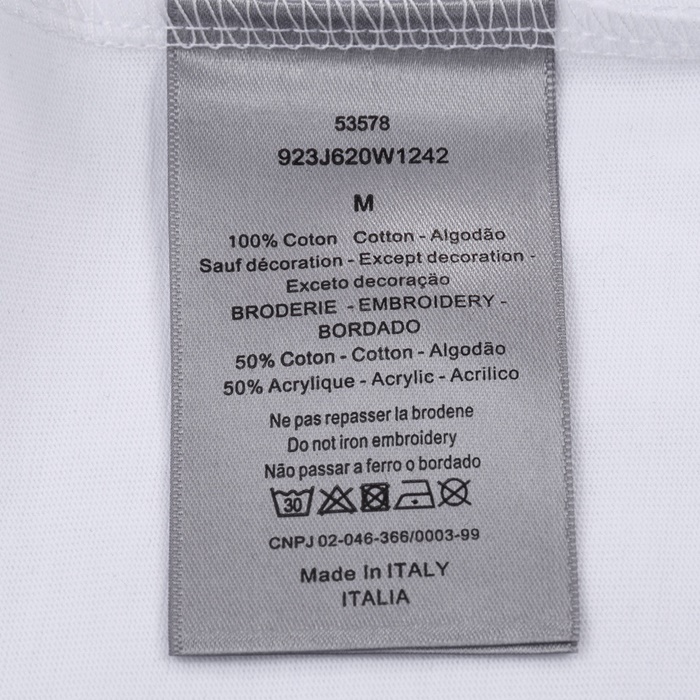 53578
923J620W1242
M
100% Coton Cotton - Algodão
Sauf décoration - Except decoration -
Exceto decoração
BRODERIE - EMBROIDERY -
BORDADO
50% Coton - Cotton - Algodão
50% Acrylique - Acrylic - Acrilico
Ne pas repasser la brodene
Do not iron embroidery
Não passar a ferro o bordado
30
CNPJ 02-046-366/0003-99
Made In ITALY
ITALIA